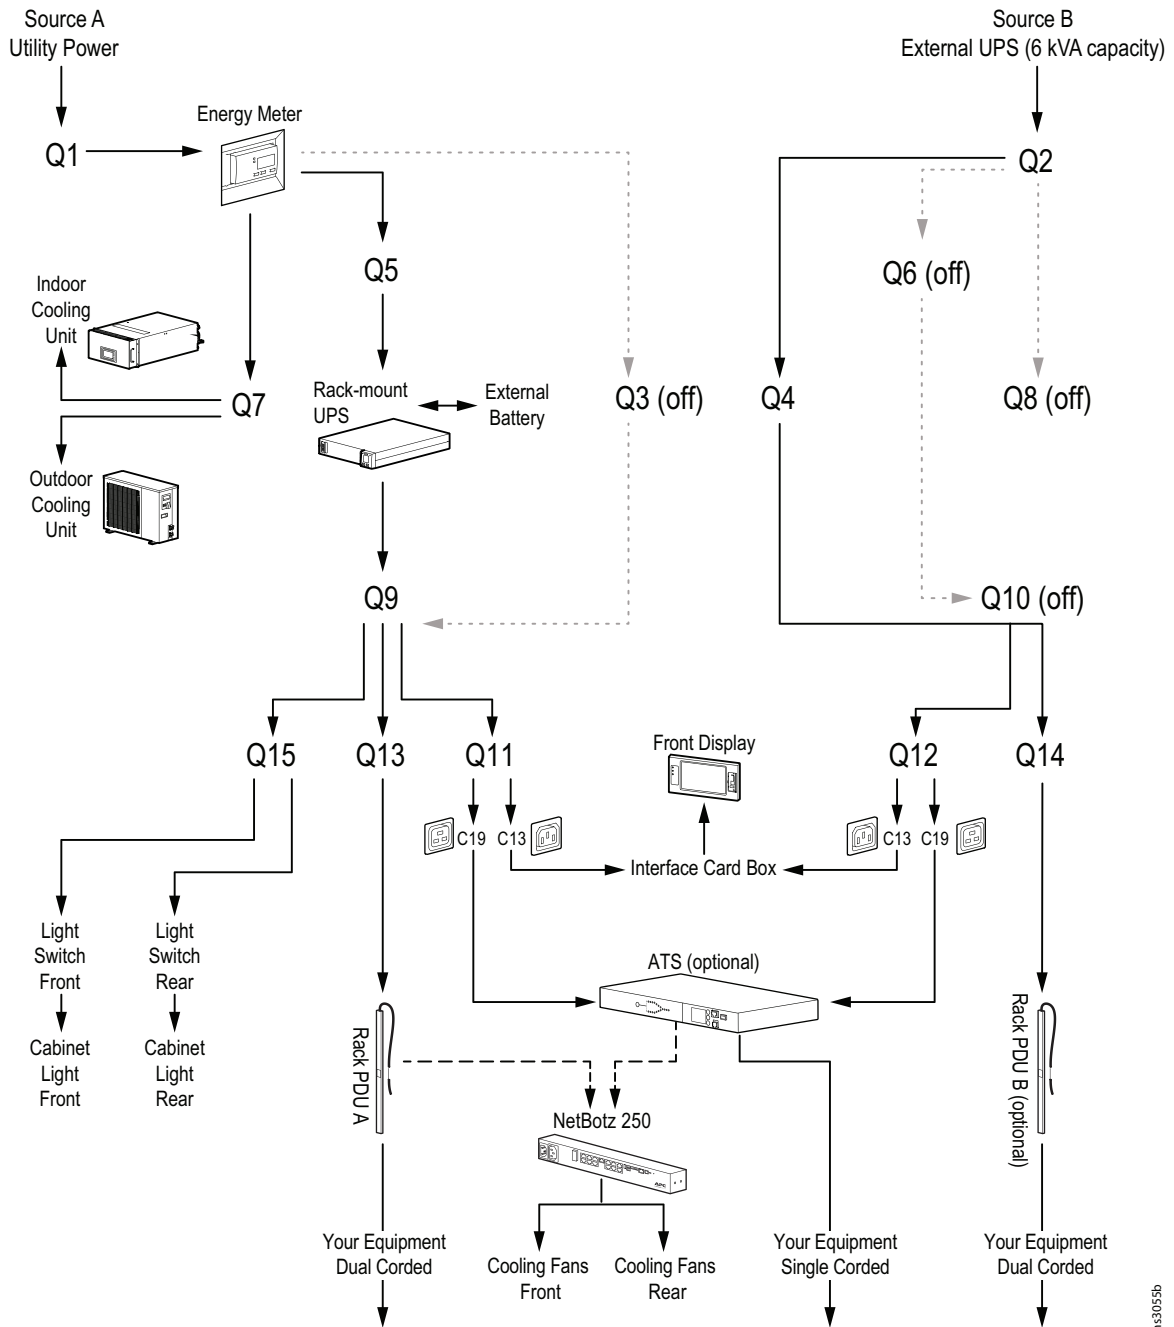 Source A
Utility Power
Source B
External UPS (6 kVA capacity)
Energy Meter
Q1
Q2
Q5
Q6 (off)
Indoor
Cooling
Unit
Q7
Rack-mount
UPS
External
Battery
Q3 (off)
Q4
Q8 (off)
Outdoor
Cooling
Unit
Q9
Q10 (off)
Q15
Q13
Q11
Front Display
Q12
Q14
C19
C13
C13
C19
Interface Card Box
Light
Switch
Front
Light
Switch
Rear
ATS (optional)
Cabinet
Light
Front
Cabinet
Light
Rear
Rack PDU A
Rack PDU B (optional)
NetBotz 250
APC
Your Equipment
Dual Corded
Cooling Fans
Front
Cooling Fans
Rear
Your Equipment
Single Corded
Your Equipment
Dual Corded
ns3055b